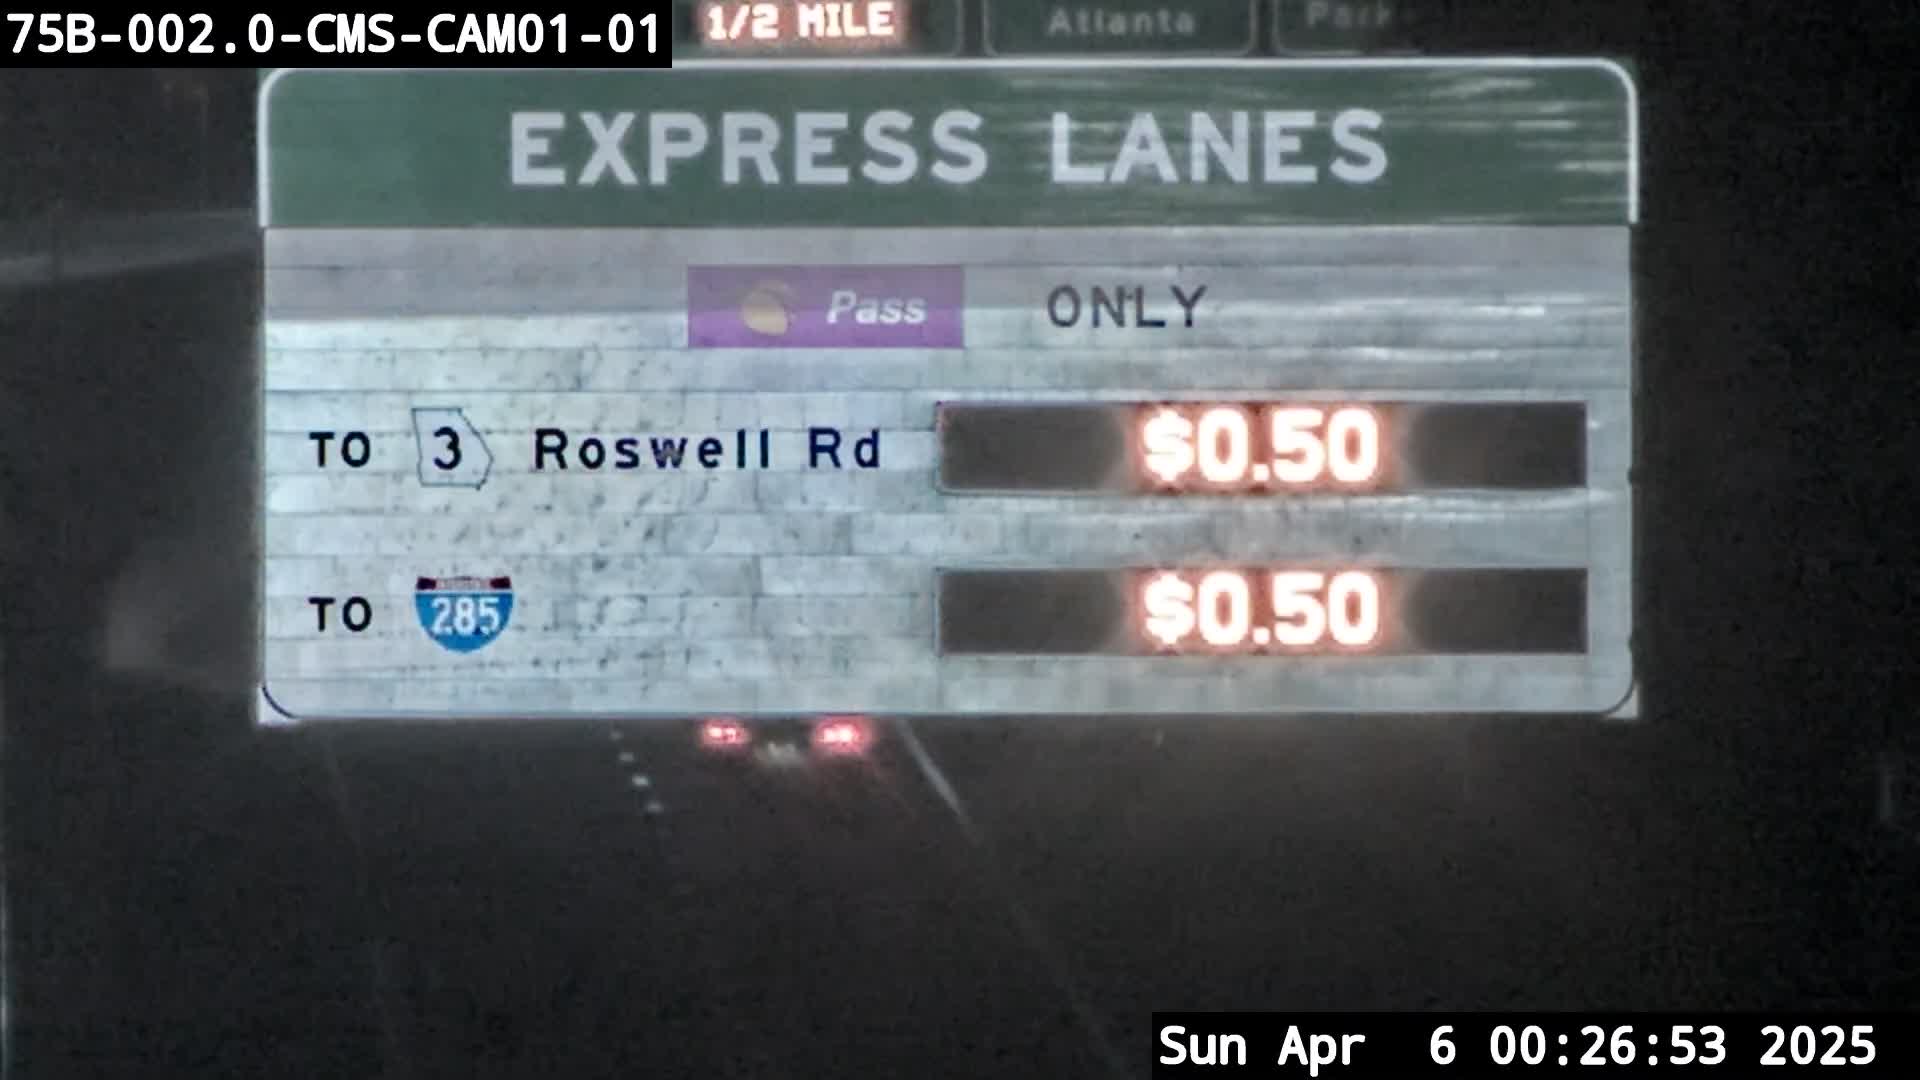 75B-002.0-CMS-CAM01-01
1/2 MILE
Atlanta
Park
EXPRESS LANES
Pass ONLY
TO 3 Roswell Rd $0.50
TO 285 $0.50
Sun Apr 6 00:26:53 2025